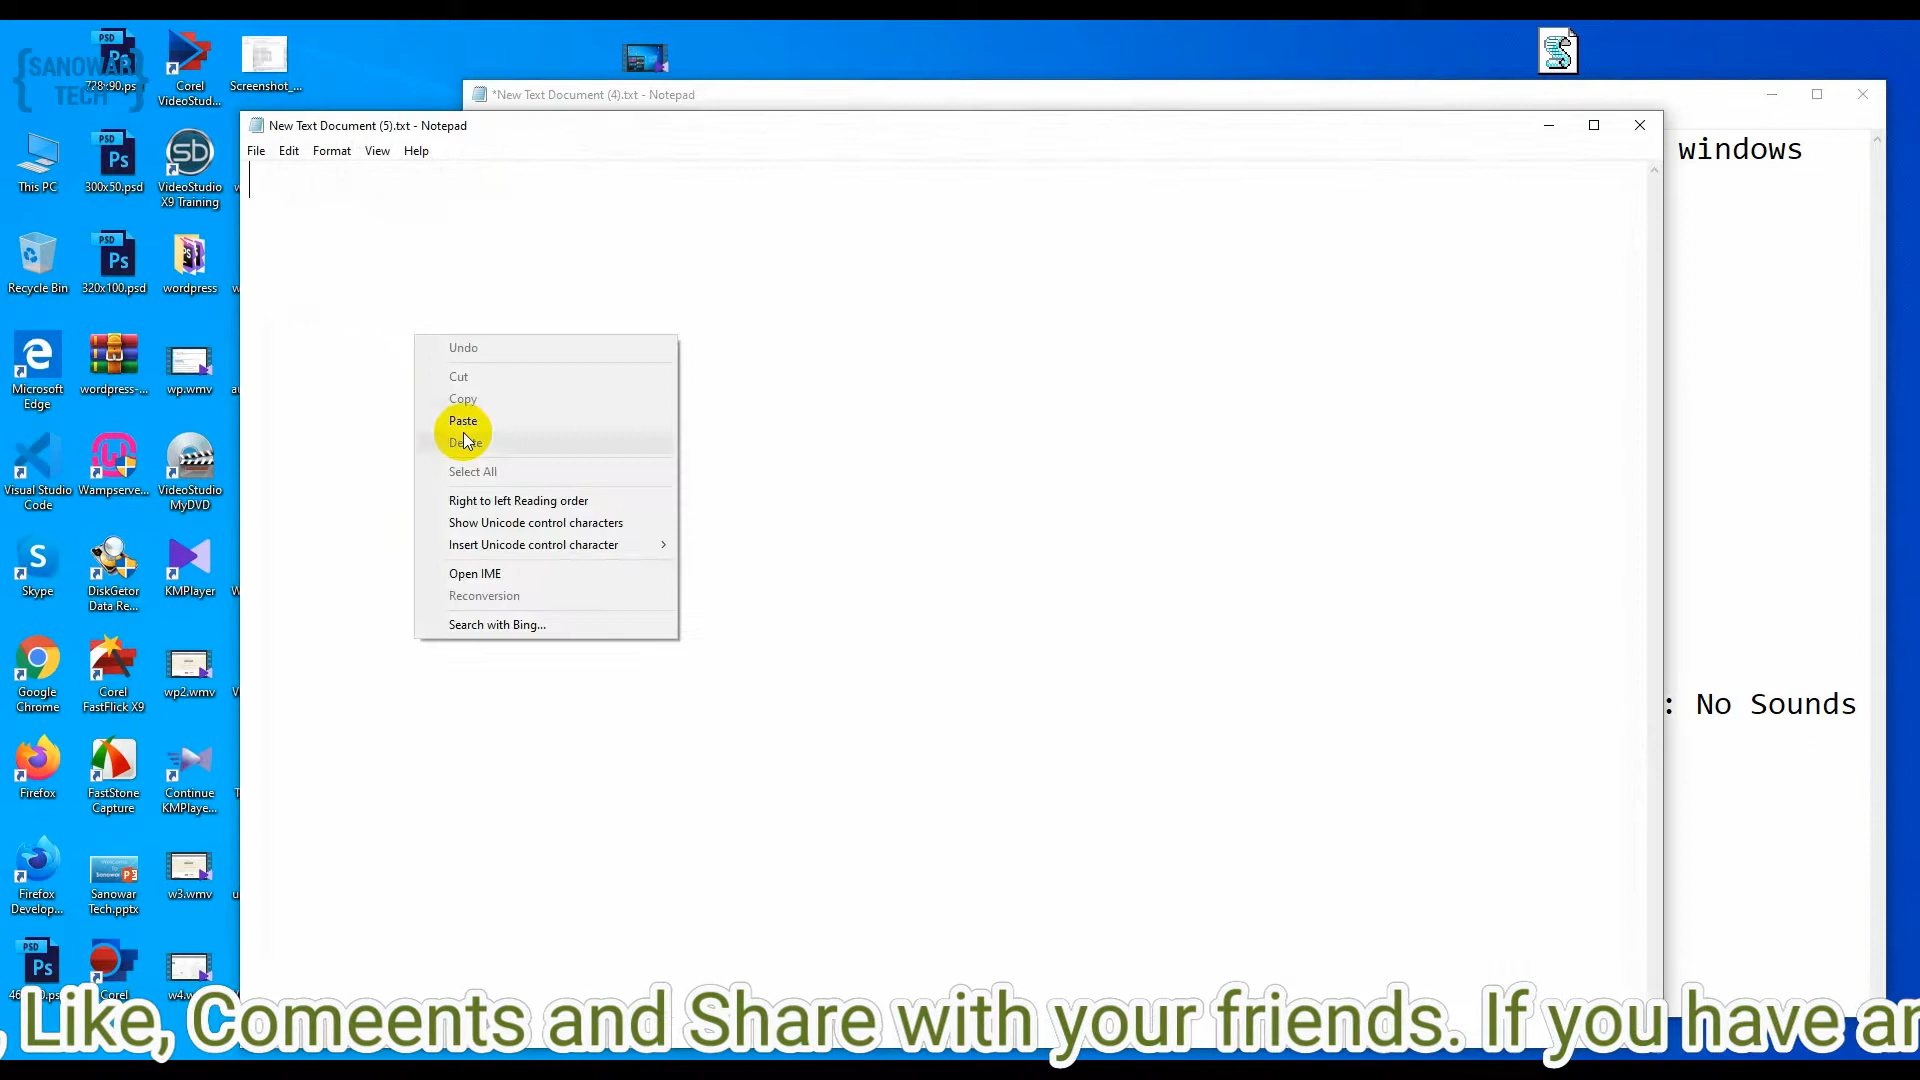 { SANOWAR
TECH }
728x90.ps
Corel
VideoStud...
Screenshot_...
This PC
300x50.psd
VideoStudio
X9 Training
Recycle Bin
320x100.psd
wordpress
Microsoft
Edge
wordpress-...
wp.wmv
Visual Studio
Code
Wampserve...
VideoStudio
MyDVD
Skype
DiskGetor
Data Re...
KMPlayer
Google
Chrome
Corel
FastFlick X9
wp2.wmv
Firefox
FastStone
Capture
Continue
KMPlaye...
Firefox
Develop...
Sanowar
Tech.pptx
w3.wmv
Corel
w4.wmv
*New Text Document (4).txt - Notepad
windows
: No Sounds
New Text Document (5).txt - Notepad
File Edit Format View Help
Undo
Cut
Copy
Paste
Delete
Select All
Right to left Reading order
Show Unicode control characters
Insert Unicode control character
Open IME
Reconversion
Search with Bing...
, Like, Comeents and Share with your friends. If you have an